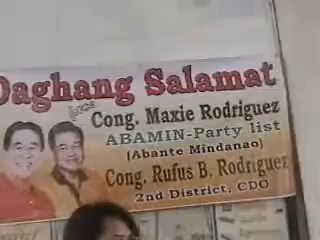 Daghang Salamat
from
Cong. Maxie Rodriguez
ABAMIN-Party list
(Abante Mindanao)
Cong. Rufus B. Rodriguez
2nd District, CDO